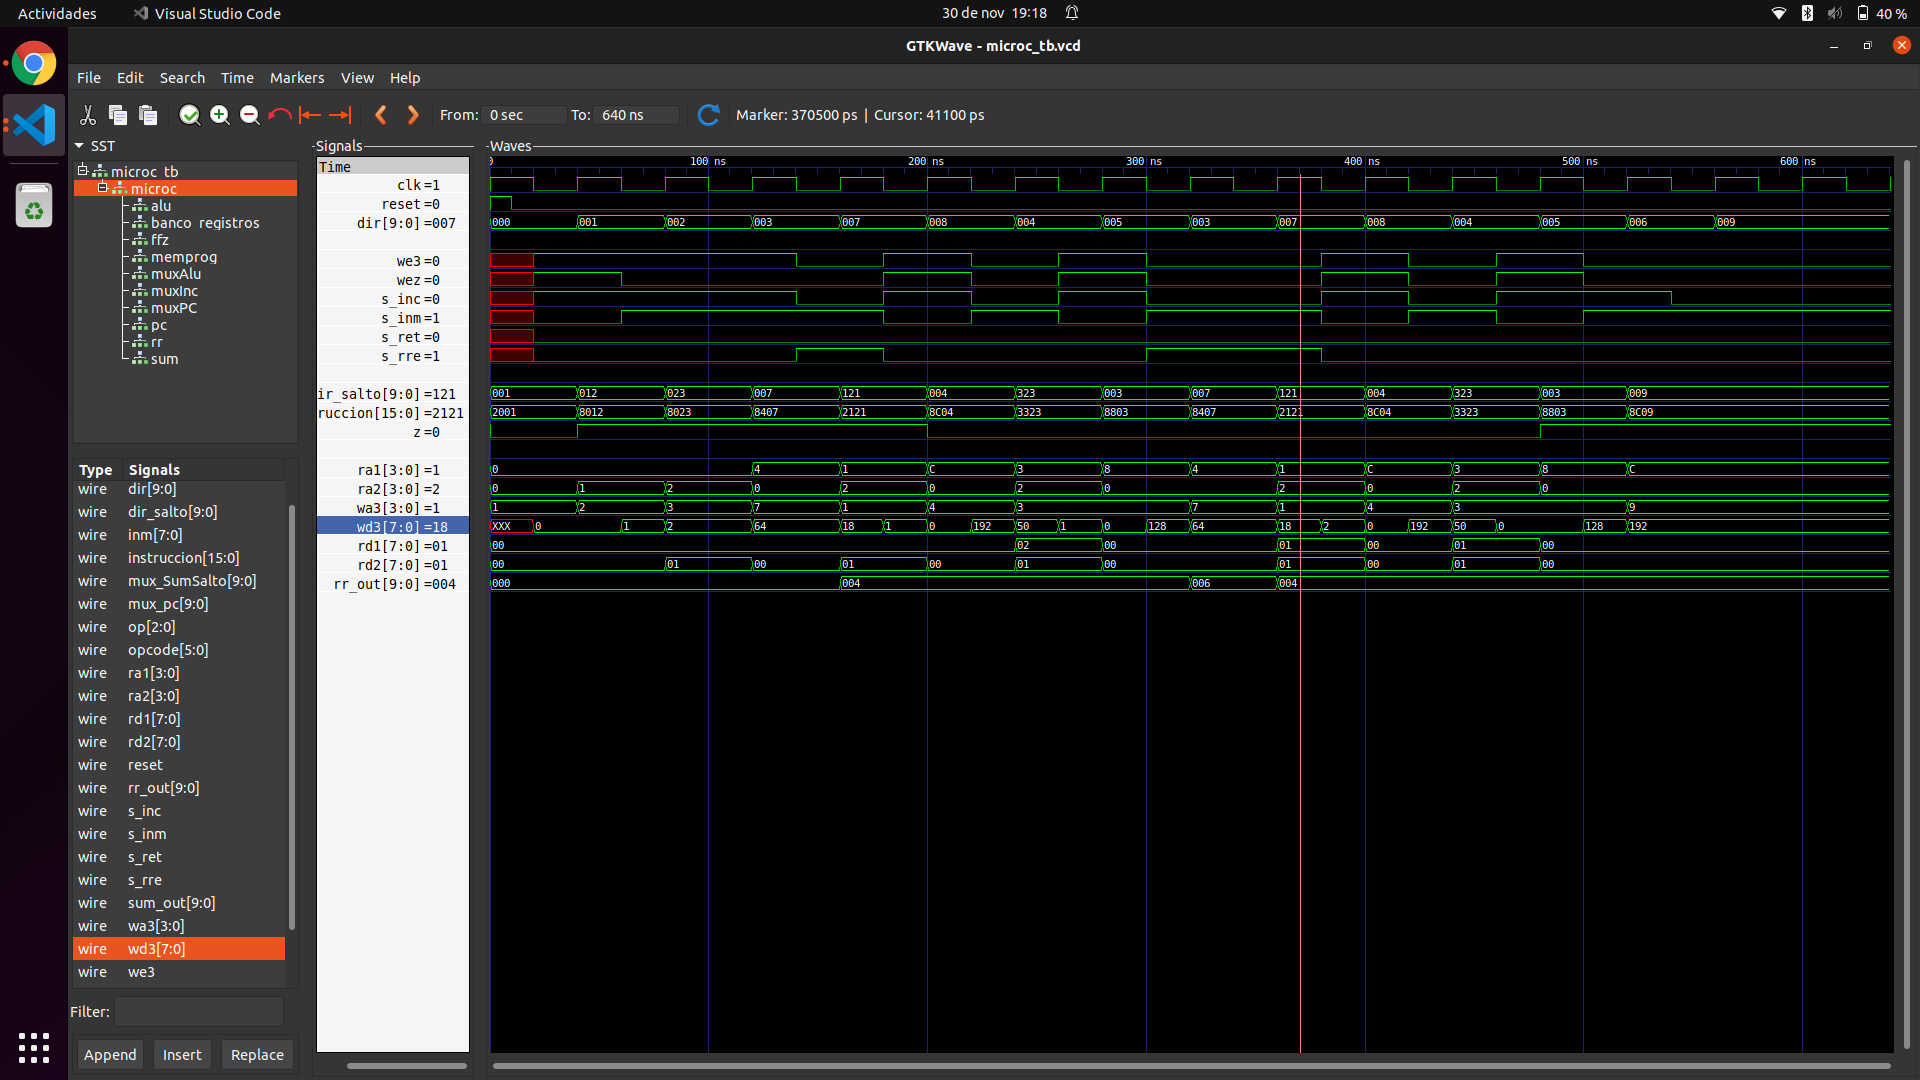 Actividades Visual Studio Code 30 de nov 19:18 40 %
GTKWave - microc_tb.vcd
File Edit Search Time Markers View Help
From: 0 sec To: 640 ns Marker: 370500 ps | Cursor: 41100 ps
SST
microc_tb
microc
alu
banco_registros
ffz
memprog
muxAlu
muxInc
muxPC
pc
rr
sum
Type Signals
wire dir[9:0]
wire dir_salto[9:0]
wire inm[7:0]
wire instruccion[15:0]
wire mux_SumSalto[9:0]
wire mux_pc[9:0]
wire op[2:0]
wire opcode[5:0]
wire ra1[3:0]
wire ra2[3:0]
wire rd1[7:0]
wire rd2[7:0]
wire reset
wire rr_out[9:0]
wire s_inc
wire s_inm
wire s_ret
wire s_rre
wire sum_out[9:0]
wire wa3[3:0]
wire wd3[7:0]
wire we3
Filter:
Append Insert Replace
Signals
Time
clk=1
reset=0
dir[9:0]=007
we3=0
wez=0
s_inc=0
s_inm=1
s_ret=0
s_rre=1
ir_salto[9:0]=121
ruccion[15:0]=2121
z=0
ra1[3:0]=1
ra2[3:0]=2
wa3[3:0]=1
wd3[7:0]=18
rd1[7:0]=01
rd2[7:0]=01
rr_out[9:0]=004
Waves
0 100 ns 200 ns 300 ns 400 ns 500 ns 600 ns
000 001 002 003 007 008 004 005 003 007 008 004 005 006 009
001 012 023 007 121 004 323 003 007 121 004 323 003 009
2001 8012 8023 8407 2121 8C04 3323 8803 8407 2121 8C04 3323 8803 8C09
0 4 1 C 3 8 4 1 C 3 8 C
0 1 2 0 2 0 2 0 2 0 2 0
1 2 3 7 1 4 3 7 1 4 3 9
XXX 0 1 2 64 18 1 0 192 50 1 0 128 64 18 2 0 192 50 0 128 192
00 02 00 01 00 01 00
00 01 00 01 00 01 00 01 00 01 00
000 004 006 004